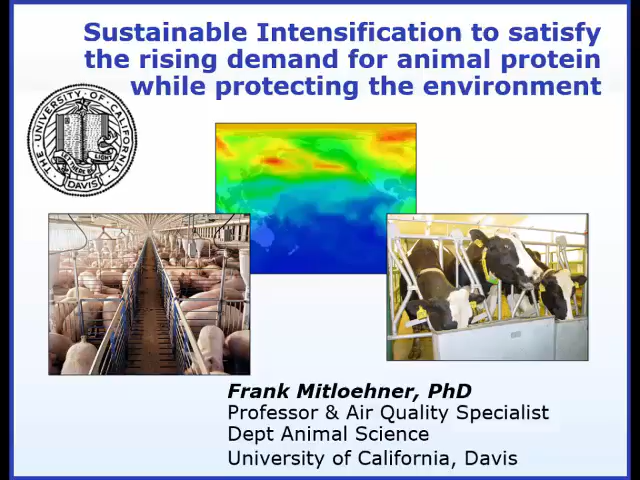 Sustainable Intensification to satisfy
the rising demand for animal protein
while protecting the environment
THE UNIVERSITY OF CALIFORNIA
LET THERE BE LIGHT
DAVIS
Frank Mitloehner, PhD
Professor & Air Quality Specialist
Dept Animal Science
University of California, Davis